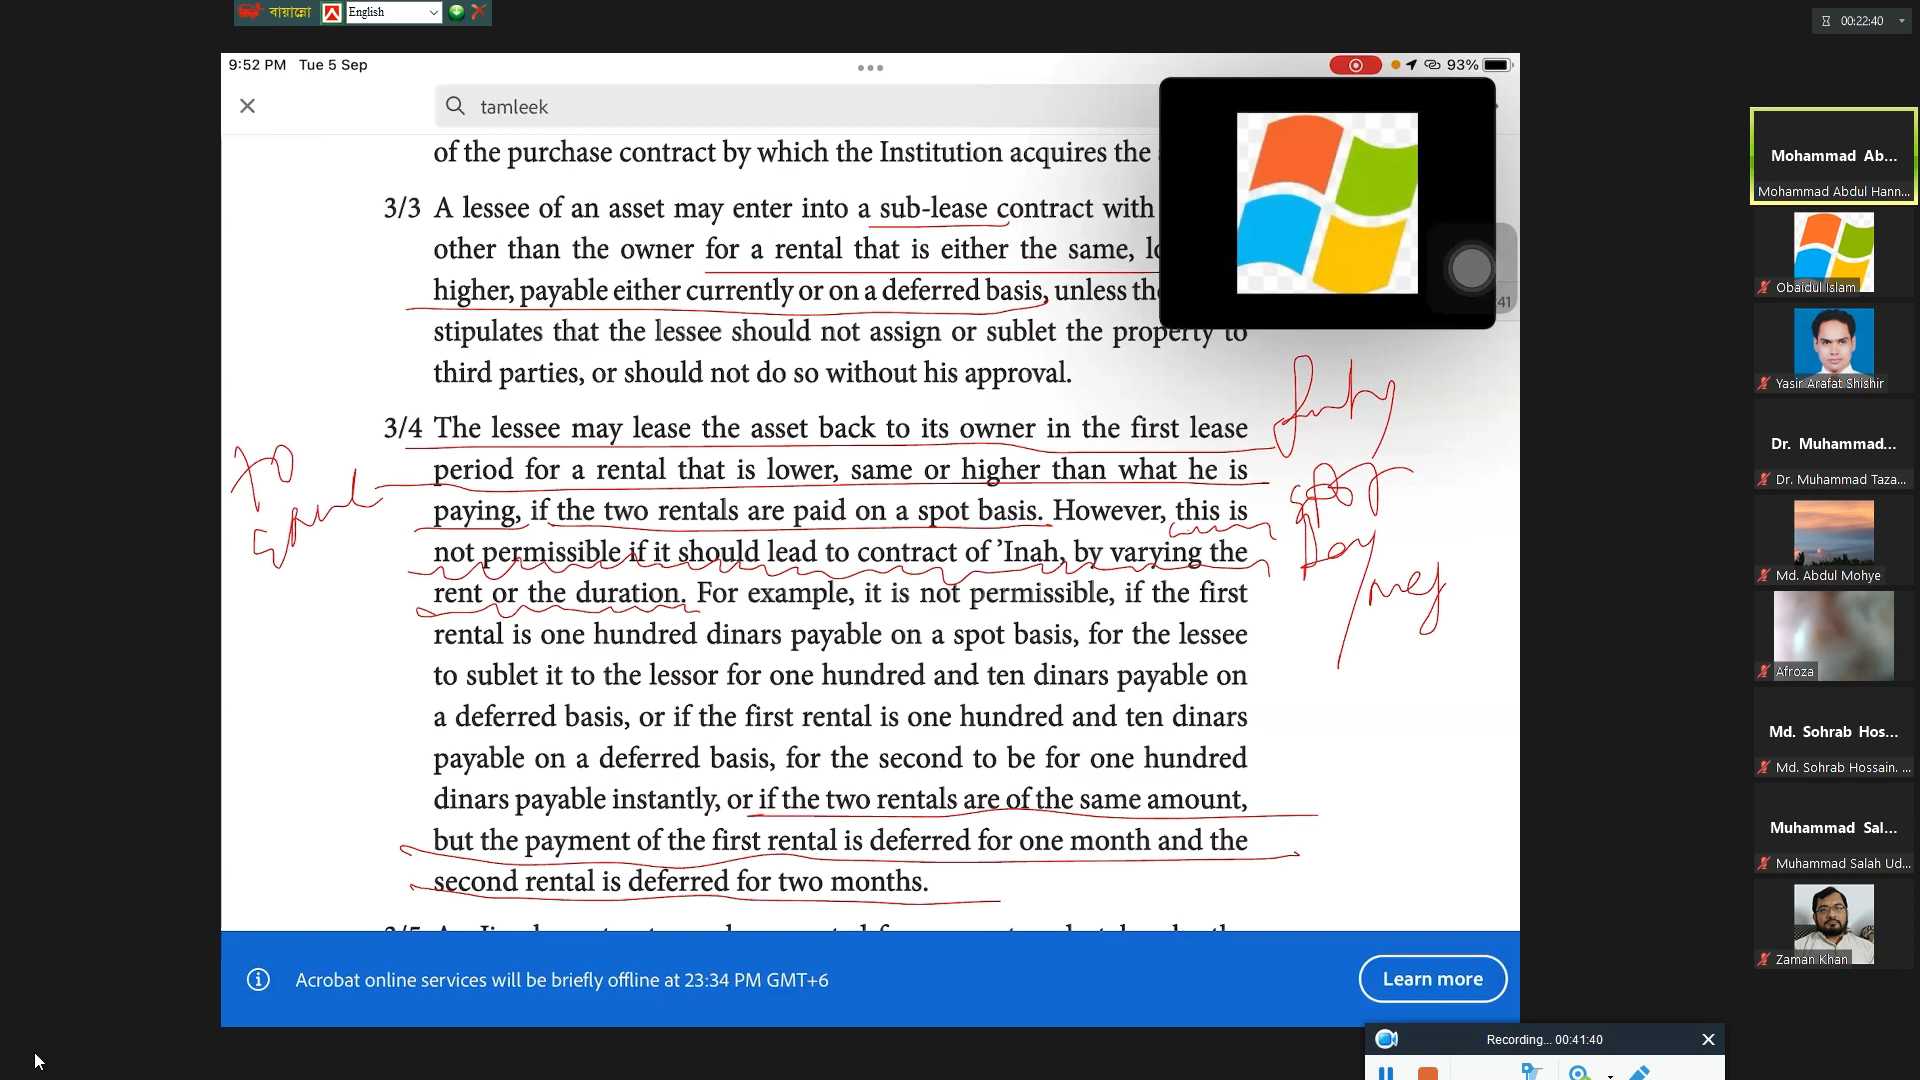 বায়ান্নো
English
00:22:40
9:52 PM Tue 5 Sep
93%
tamleek
of the purchase contract by which the Institution acquires the
3/3 A lessee of an asset may enter into a sub-lease contract with
other than the owner for a rental that is either the same,
higher, payable either currently or on a deferred basis, unless
stipulates that the lessee should not assign or sublet the property to
third parties, or should not do so without his approval.
3/4 The lessee may lease the asset back to its owner in the first lease
period for a rental that is lower, same or higher than what he is
paying, if the two rentals are paid on a spot basis. However, this is
not permissible if it should lead to contract of ’Inah, by varying the
rent or the duration. For example, it is not permissible, if the first
rental is one hundred dinars payable on a spot basis, for the lessee
to sublet it to the lessor for one hundred and ten dinars payable on
a deferred basis, or if the first rental is one hundred and ten dinars
payable on a deferred basis, for the second to be for one hundred
dinars payable instantly, or if the two rentals are of the same amount,
but the payment of the first rental is deferred for one month and the
second rental is deferred for two months.
41
spot
Acrobat online services will be briefly offline at 23:34 PM GMT+6
Learn more
Mohammad Ab...
Mohammad Abdul Hann...
Obaidul Islam
Yasir Arafat Shishir
Dr. Muhammad...
Dr. Muhammad Taza...
Md. Abdul Mohye
Afroza
Md. Sohrab Hos...
Md. Sohrab Hossain. ...
Muhammad Sal...
Muhammad Salah Ud...
Zaman Khan
Recording... 00:41:40